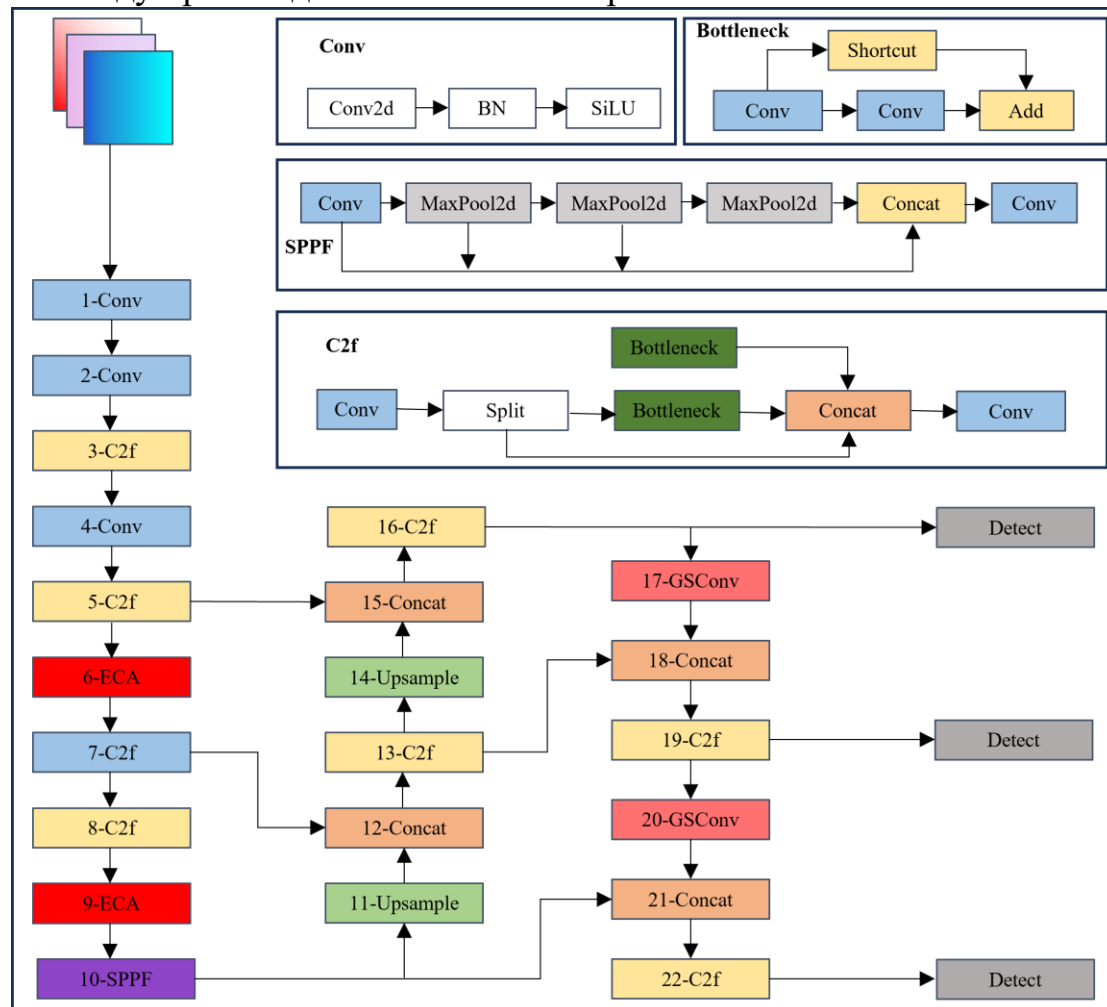 Conv
Conv2d
BN
SiLU
Bottleneck
Shortcut
Conv
Conv
Add
Conv
MaxPool2d
MaxPool2d
MaxPool2d
Concat
Conv
SPPF
C2f
Bottleneck
Conv
Split
Bottleneck
Concat
Conv
1-Conv
2-Conv
3-C2f
4-Conv
5-C2f
6-ECA
7-C2f
8-C2f
9-ECA
10-SPPF
16-C2f
15-Concat
14-Upsample
13-C2f
12-Concat
11-Upsample
17-GSConv
18-Concat
19-C2f
20-GSConv
21-Concat
22-C2f
Detect
Detect
Detect